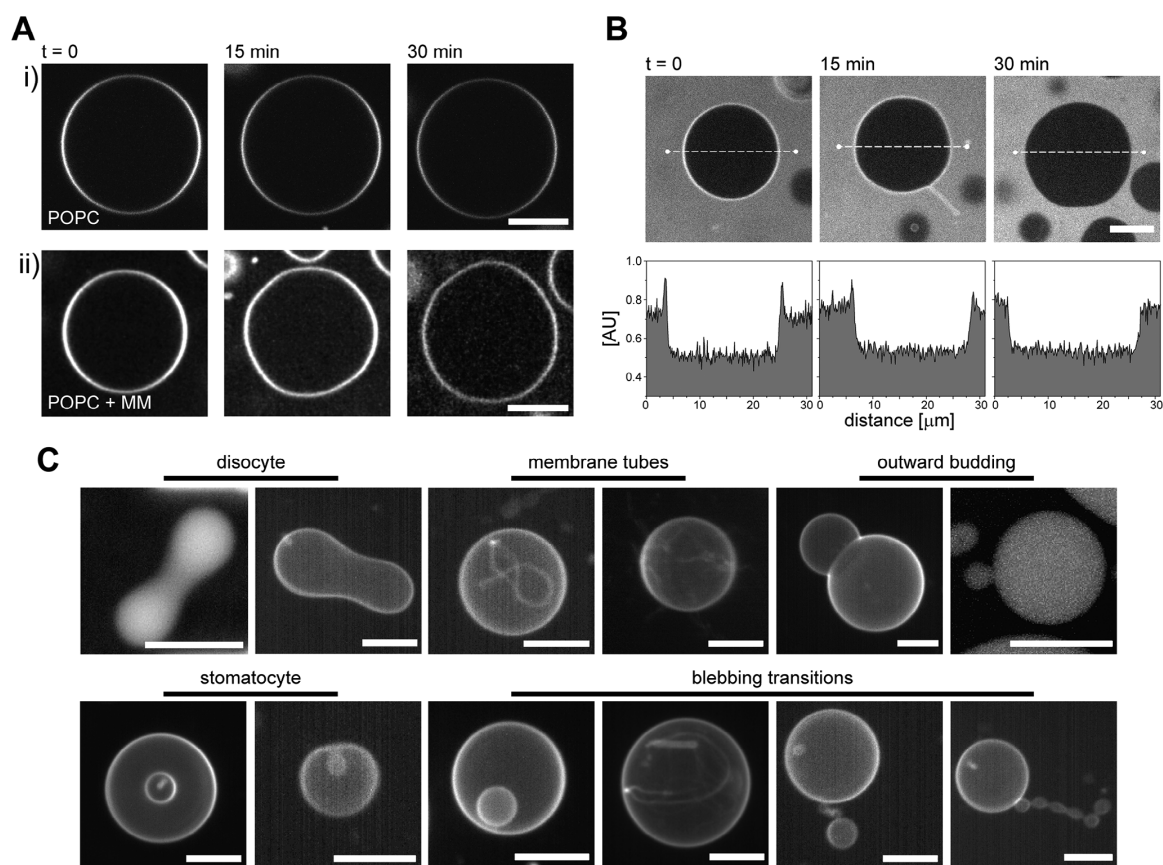 A
t = 0 15 min 30 min
i)
POPC
ii)
POPC + MM
B
t = 0 15 min 30 min
1.0
0.8
[AU]
0.6
0.4
0 10 20 30 0 10 20 30 0 10 20 30
distance [μm]
C
disocyte membrane tubes outward budding
stomatocyte blebbing transitions